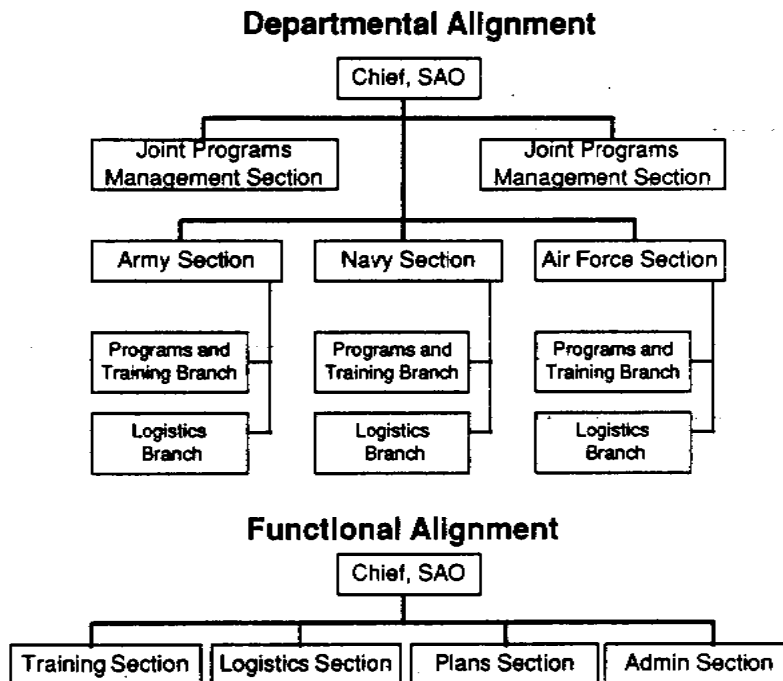 Departmental Alignment
Chief, SAO
Joint Programs
Management Section
Joint Programs
Management Section
Army Section
Navy Section
Air Force Section
Programs and
Training Branch
Programs and
Training Branch
Programs and
Training Branch
Logistics
Branch
Logistics
Branch
Logistics
Branch
Functional Alignment
Chief, SAO
Training Section
Logistics Section
Plans Section
Admin Section